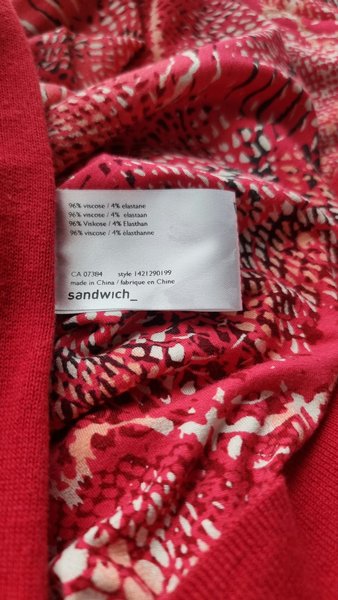 96% viscose / 4% elastane
96% viscose / 4% elastaan
96% Viskose / 4% Elasthan
96% viscose / 4% élasthanne
CA 07384 style 1421290199
made in China / fabrique en Chine
sandwich_